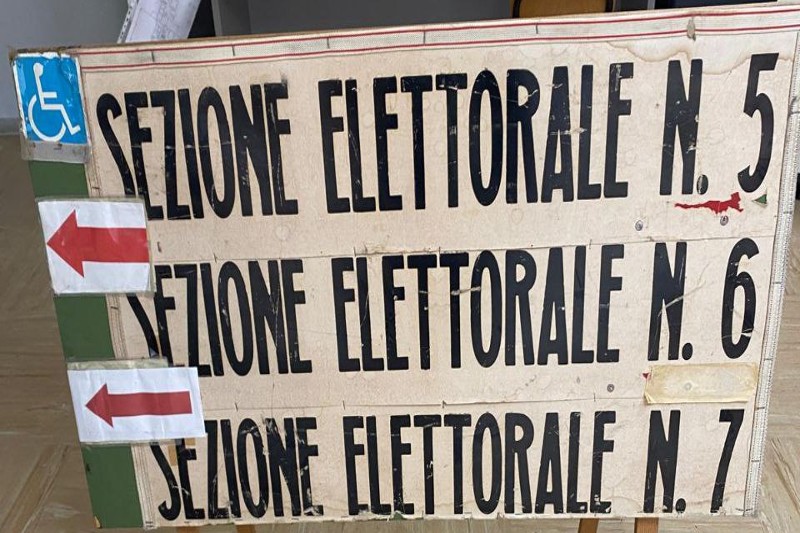 SEZIONE ELETTORALE N. 5
SEZIONE ELETTORALE N. 6
SEZIONE ELETTORALE N. 7